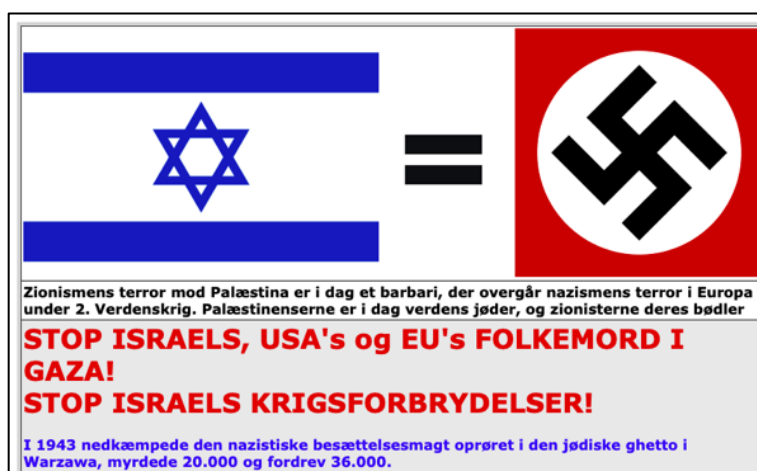 Zionismens terror mod Palæstina er i dag et barbari, der overgår nazismens terror i Europa
under 2. Verdenskrig. Palæstinenserne er i dag verdens jøder, og zionisterne deres bødler
STOP ISRAELS, USA's og EU's FOLKEMORD I
GAZA!
STOP ISRAELS KRIGSFORBRYDELSER!
I 1943 nedkæmpede den nazistiske besættelsesmagt oprøret i den jødiske ghetto i
Warzawa, myrdede 20.000 og fordrev 36.000.